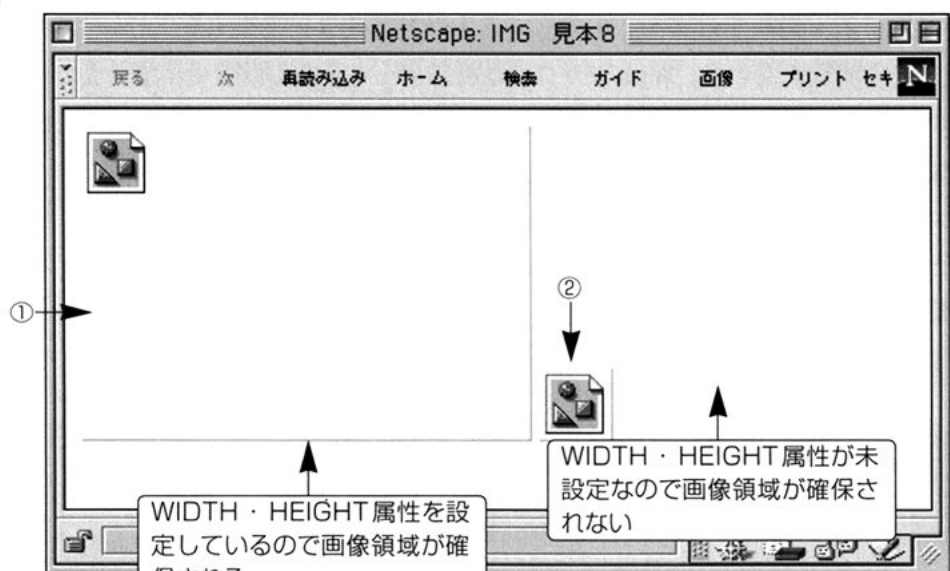 Netscape: IMG 見本8
戻る 次 再読み込み ホーム 検索 ガイド 画像 プリント セキ N
①
②
WIDTH・HEIGHT属性が未
設定なので画像領域が確保さ
れない
WIDTH・HEIGHT属性を設
定しているので画像領域が確
保される